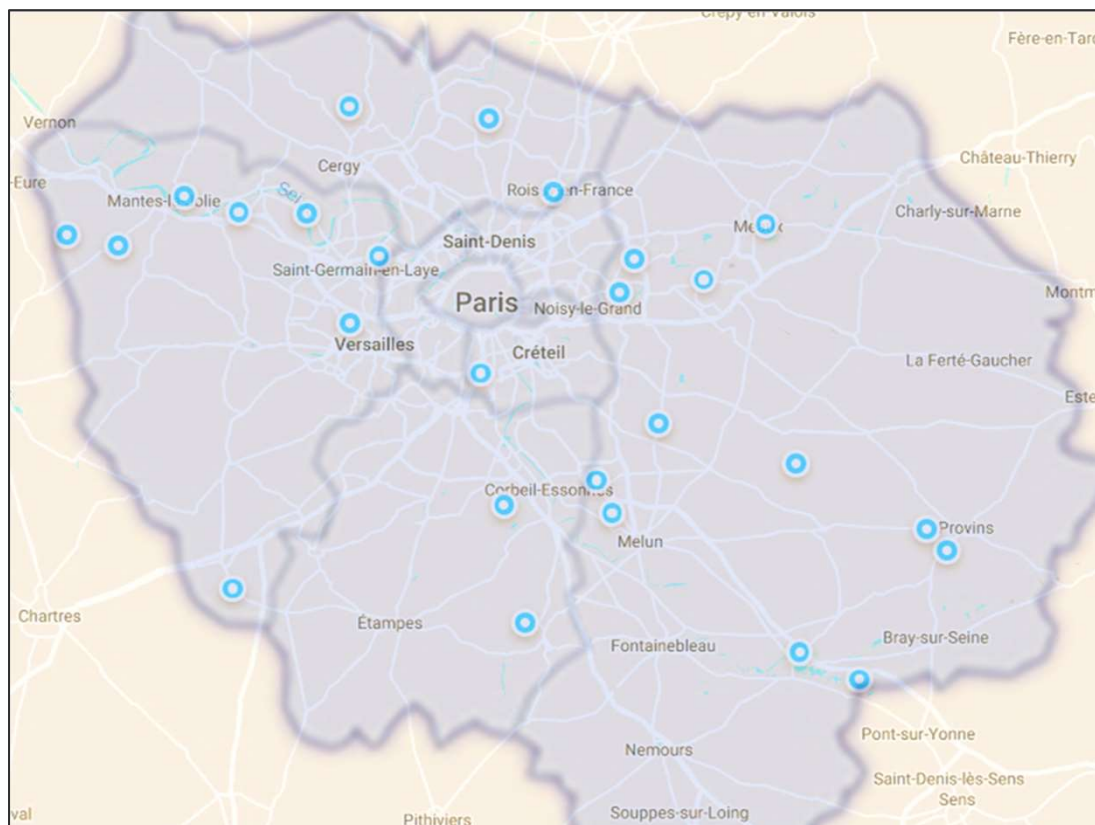 Crépy-en-Valois
Fère-en-Tard
Vernon
-Eure
Château-Thierry
Cergy
Rois en-France
Mantes-la-Jolie
Sei
Charly-sur-Marne
Saint-Denis
Saint-Germain-en-Laye
Montm
Paris
Noisy-le-Grand
Versailles
Créteil
La Ferté-Gaucher
Este
Corbeil-Essonnes
Provins
Melun
Chartres
Étampes
Fontainebleau
Bray-sur-Seine
Pont-sur-Yonne
Nemours
Saint-Denis-lès-Sens
Sens
val
Pithiviers
Souppes-sur-Loing